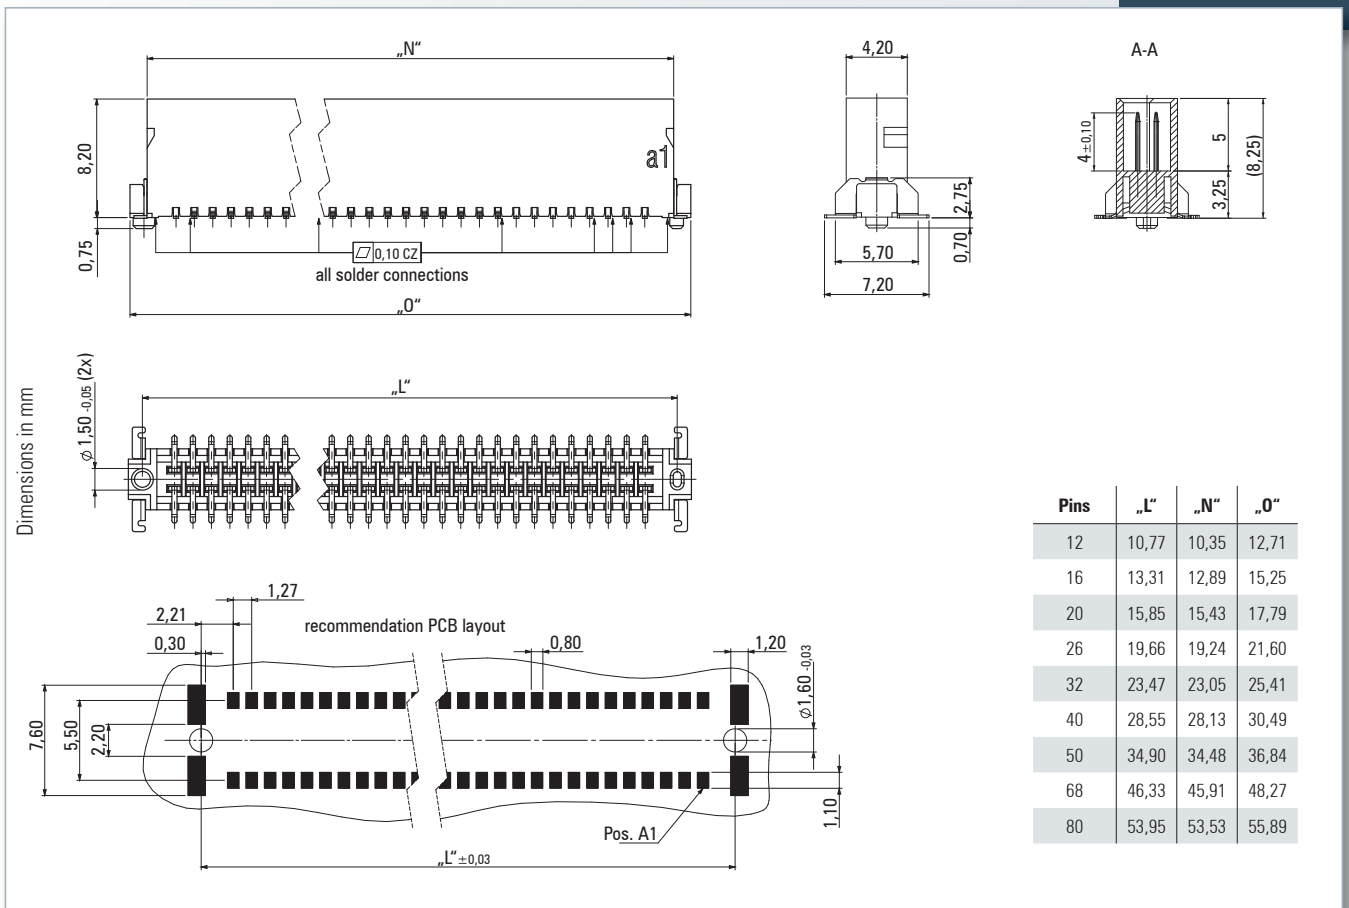 „N“
4,20
A-A
8,20
a1
4 ±0,10
5
(8,25)
3,25
2,75
0,75
0,70
0,10 CZ
all solder connections
5,70
7,20
„O“
Dimensions in mm
∅ 1,50 -0,05 (2x)
„L“
Pins „L“ „N“ „O“
12 10,77 10,35 12,71
16 13,31 12,89 15,25
20 15,85 15,43 17,79
26 19,66 19,24 21,60
32 23,47 23,05 25,41
40 28,55 28,13 30,49
50 34,90 34,48 36,84
68 46,33 45,91 48,27
80 53,95 53,53 55,89
1,27
2,21
recommendation PCB layout
0,30
0,80
1,20
∅ 1,60 -0,03
7,60
5,50
2,20
1,10
Pos. A1
„L“ ±0,03